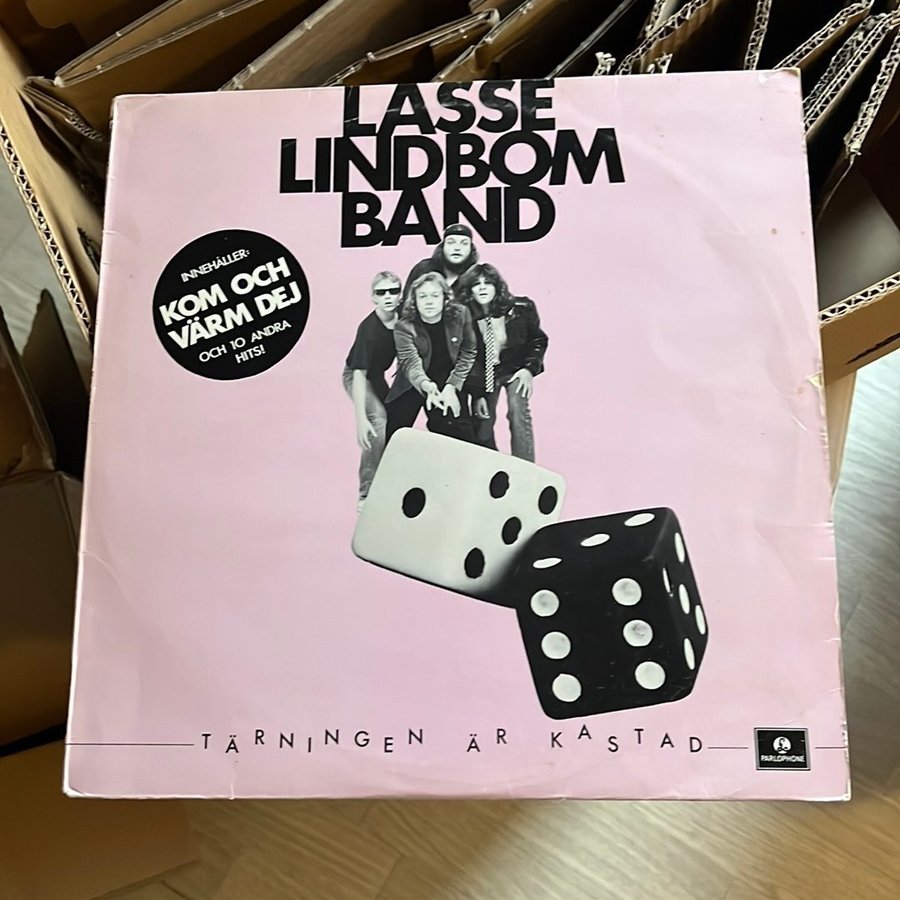 LASSE
LINDBOM
BAND
INNEHÅLLER:
KOM OCH
VÄRM DEJ
OCH 10 ANDRA
HITS!
TÄRNINGEN ÄR KASTAD
PARLOPHONE